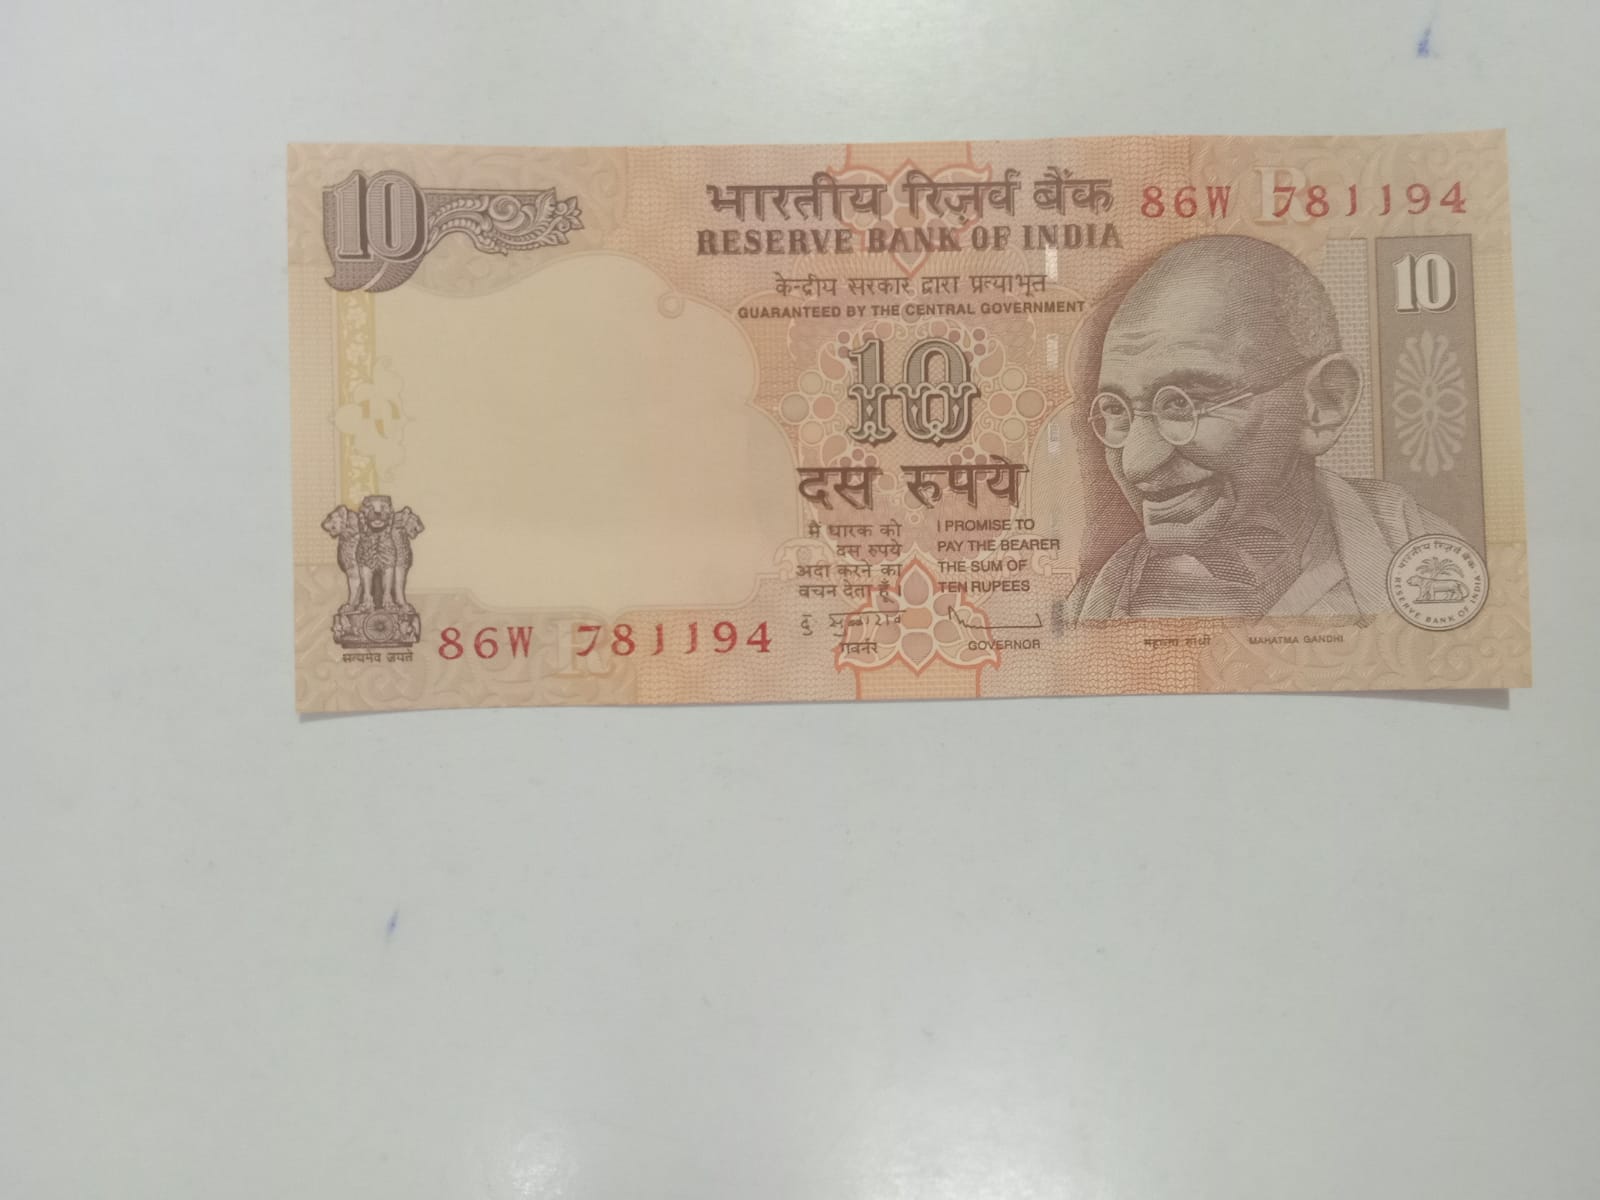 10
भारतीय रिज़र्व बैंक
RESERVE BANK OF INDIA
86W 781194
R
केन्द्रीय सरकार द्वारा प्रत्याभूत
GUARANTEED BY THE CENTRAL GOVERNMENT
10
10
दस रुपये
मैं धारक को
दस रुपये
अदा करने का
वचन देता हूँ।
I PROMISE TO
PAY THE BEARER
THE SUM OF
TEN RUPEES
गवर्नर
GOVERNOR
सत्यमेव जयते
86W 781194
R
महात्मा गांधी
MAHATMA GANDHI
भारतीय रिज़र्व बैंक
RESERVE BANK OF INDIA